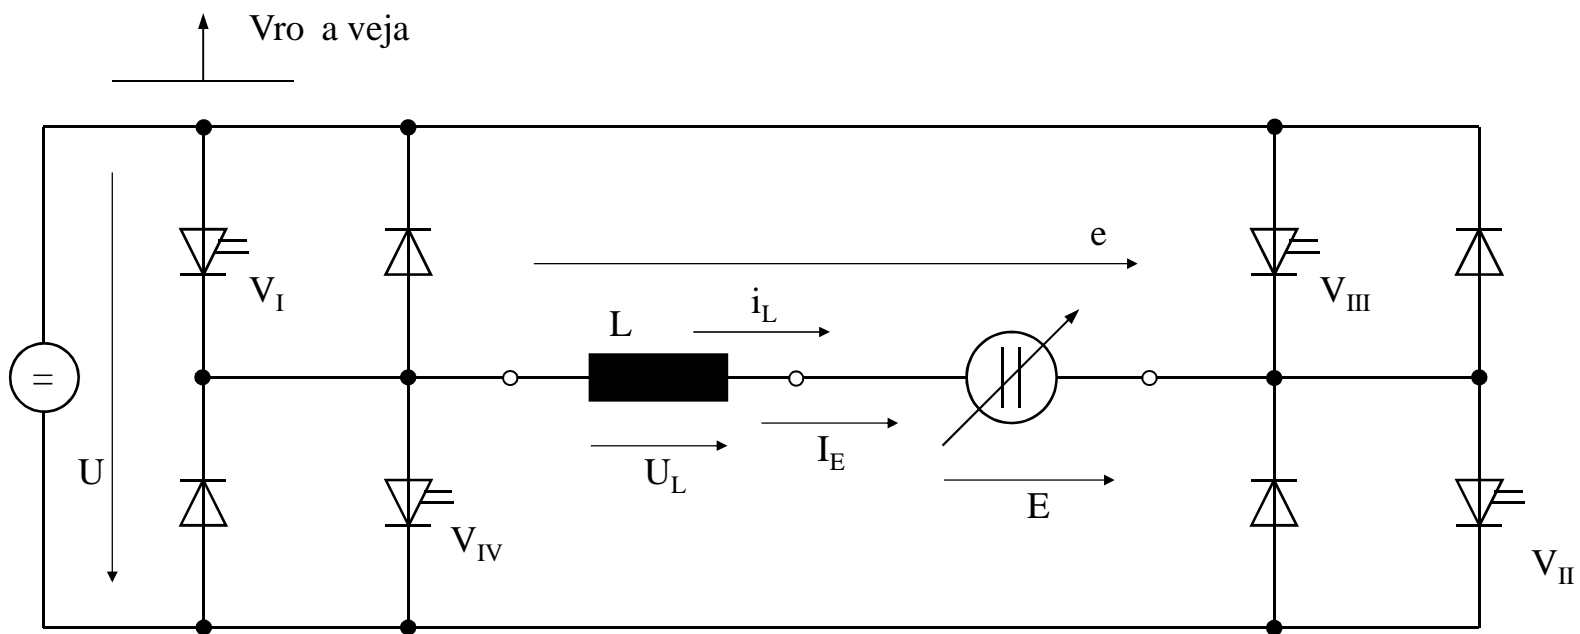 Vro a veja
e
V_I
i_L
V_III
L
=
U
I_E
U_L
E
V_IV
V_II